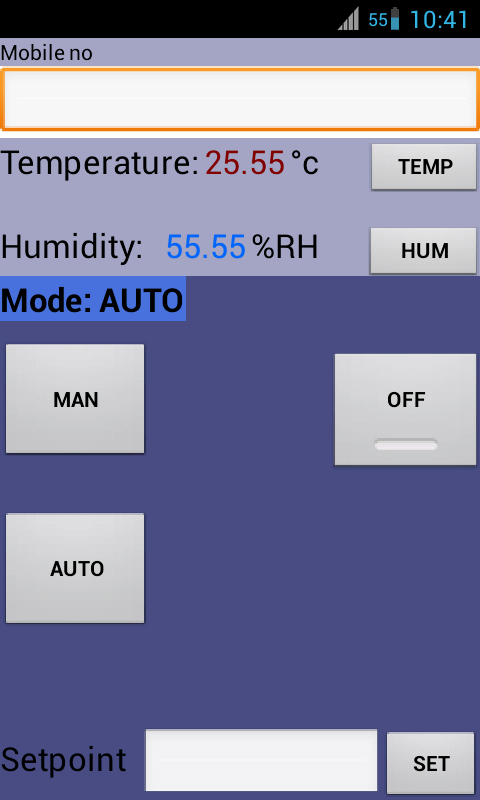 55 10:41
Mobile no
Temperature: 25.55 °c TEMP
Humidity: 55.55 %RH HUM
Mode: AUTO
MAN OFF
AUTO
Setpoint SET